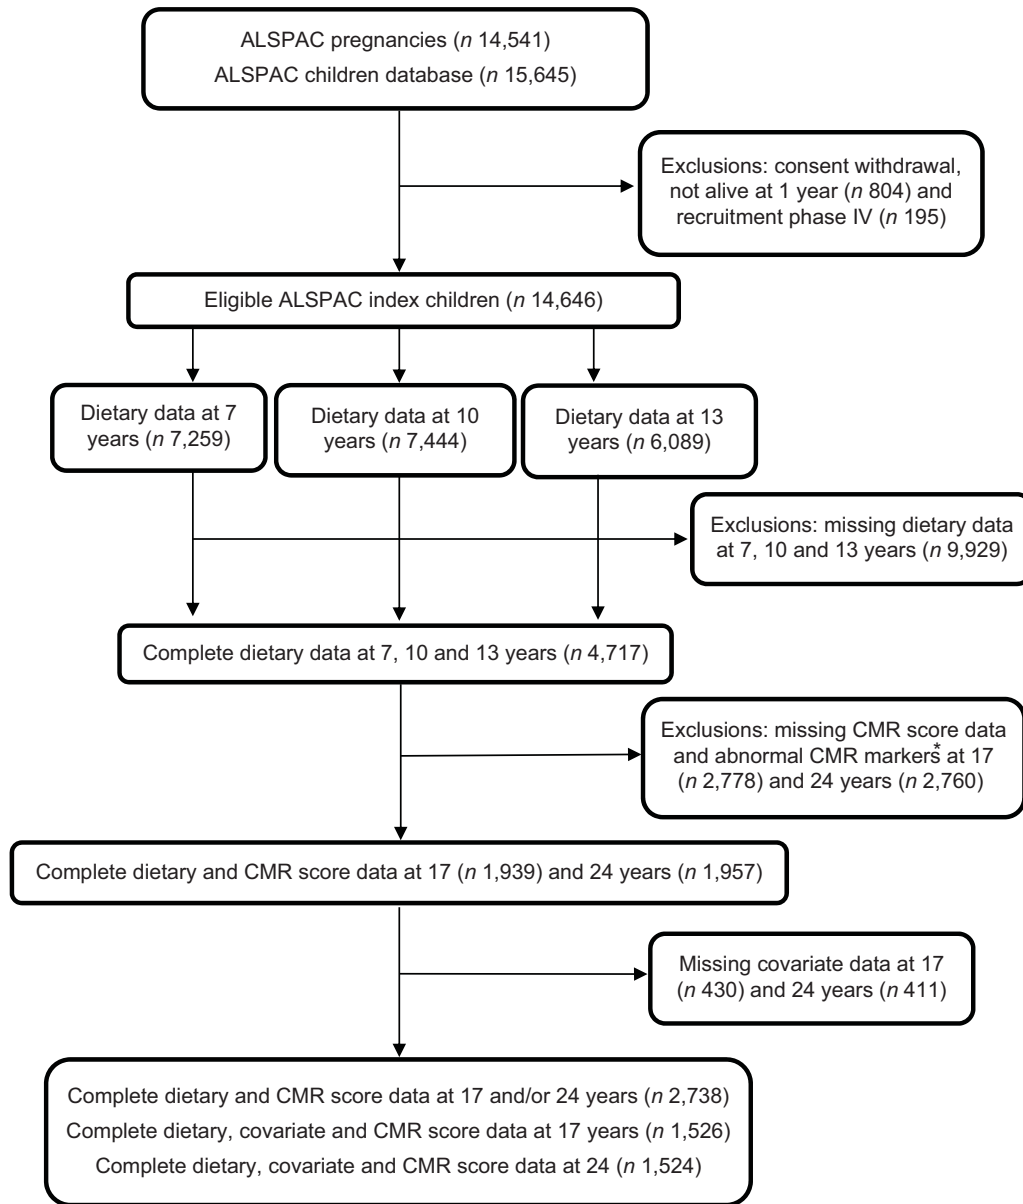 ALSPAC pregnancies (n 14,541)
ALSPAC children database (n 15,645)
Exclusions: consent withdrawal,
not alive at 1 year (n 804) and
recruitment phase IV (n 195)
Eligible ALSPAC index children (n 14,646)
Dietary data at 7
years (n 7,259)
Dietary data at 10
years (n 7,444)
Dietary data at 13
years (n 6,089)
Exclusions: missing dietary data
at 7, 10 and 13 years (n 9,929)
Complete dietary data at 7, 10 and 13 years (n 4,717)
Exclusions: missing CMR score data
and abnormal CMR markers* at 17
(n 2,778) and 24 years (n 2,760)
Complete dietary and CMR score data at 17 (n 1,939) and 24 years (n 1,957)
Missing covariate data at 17
(n 430) and 24 years (n 411)
Complete dietary and CMR score data at 17 and/or 24 years (n 2,738)
Complete dietary, covariate and CMR score data at 17 years (n 1,526)
Complete dietary, covariate and CMR score data at 24 (n 1,524)